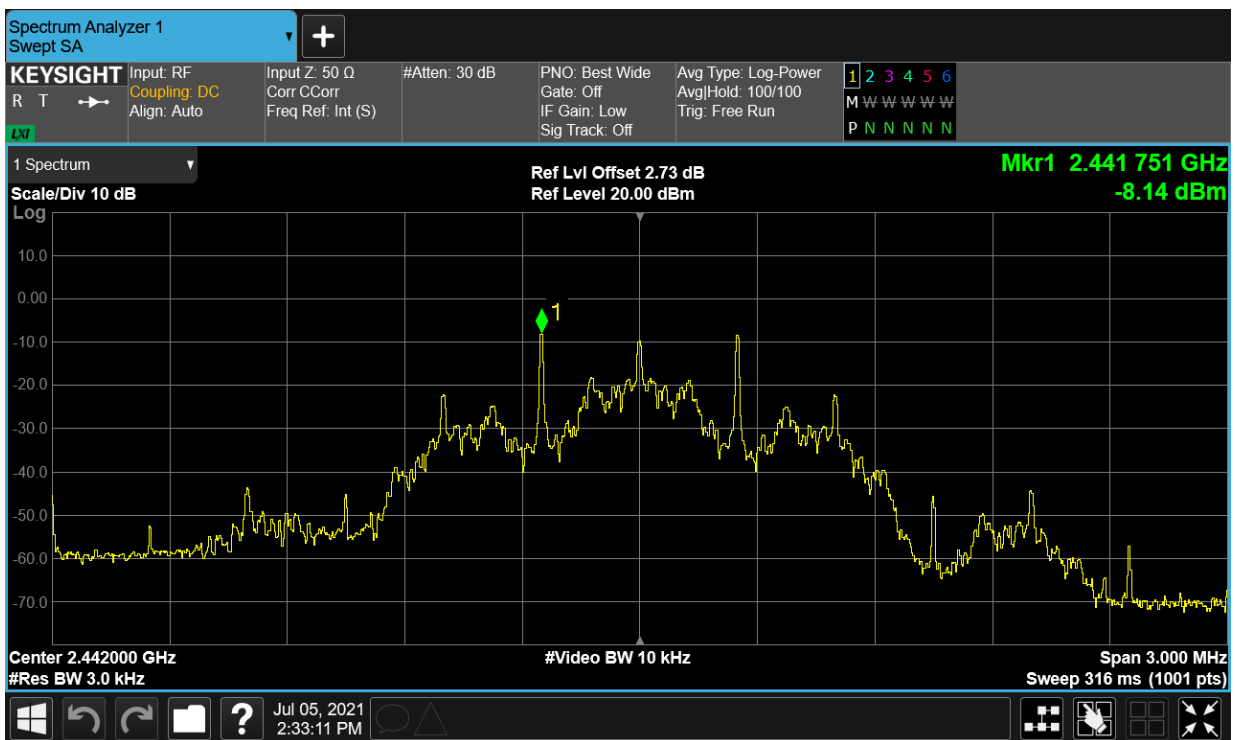 Spectrum Analyzer 1
Swept SA
KEYSIGHT
R T
LXI
Input: RF
Coupling: DC
Align: Auto
Input Z: 50 Ω
Corr CCorr
Freq Ref: Int (S)
#Atten: 30 dB
PNO: Best Wide
Gate: Off
IF Gain: Low
Sig Track: Off
Avg Type: Log-Power
Avg|Hold: 100/100
Trig: Free Run
1 2 3 4 5 6
M W W W W W
P N N N N N
1 Spectrum
Scale/Div 10 dB
Log
Ref Lvl Offset 2.73 dB
Ref Level 20.00 dBm
Mkr1 2.441 751 GHz
-8.14 dBm
10.0
0.00
1
-10.0
-20.0
-30.0
-40.0
-50.0
-60.0
-70.0
Center 2.442000 GHz
#Video BW 10 kHz
Span 3.000 MHz
#Res BW 3.0 kHz
Sweep 316 ms (1001 pts)
?
Jul 05, 2021
2:33:11 PM